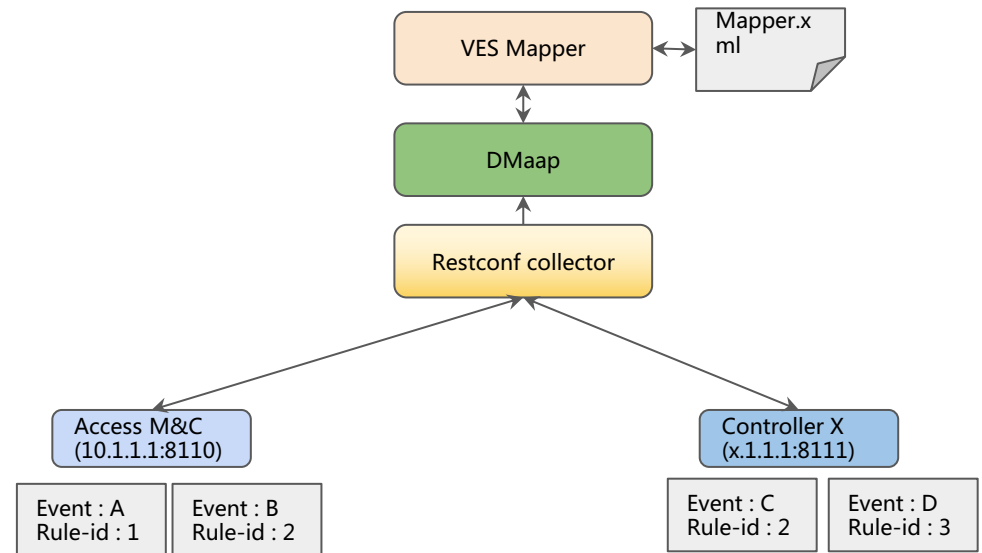 VES Mapper
Mapper.x
ml
DMaap
Restconf collector
Access M&C
(10.1.1.1:8110)
Controller X
(x.1.1.1:8111)
Event : A
Rule-id : 1
Event : B
Rule-id : 2
Event : C
Rule-id : 2
Event : D
Rule-id : 3